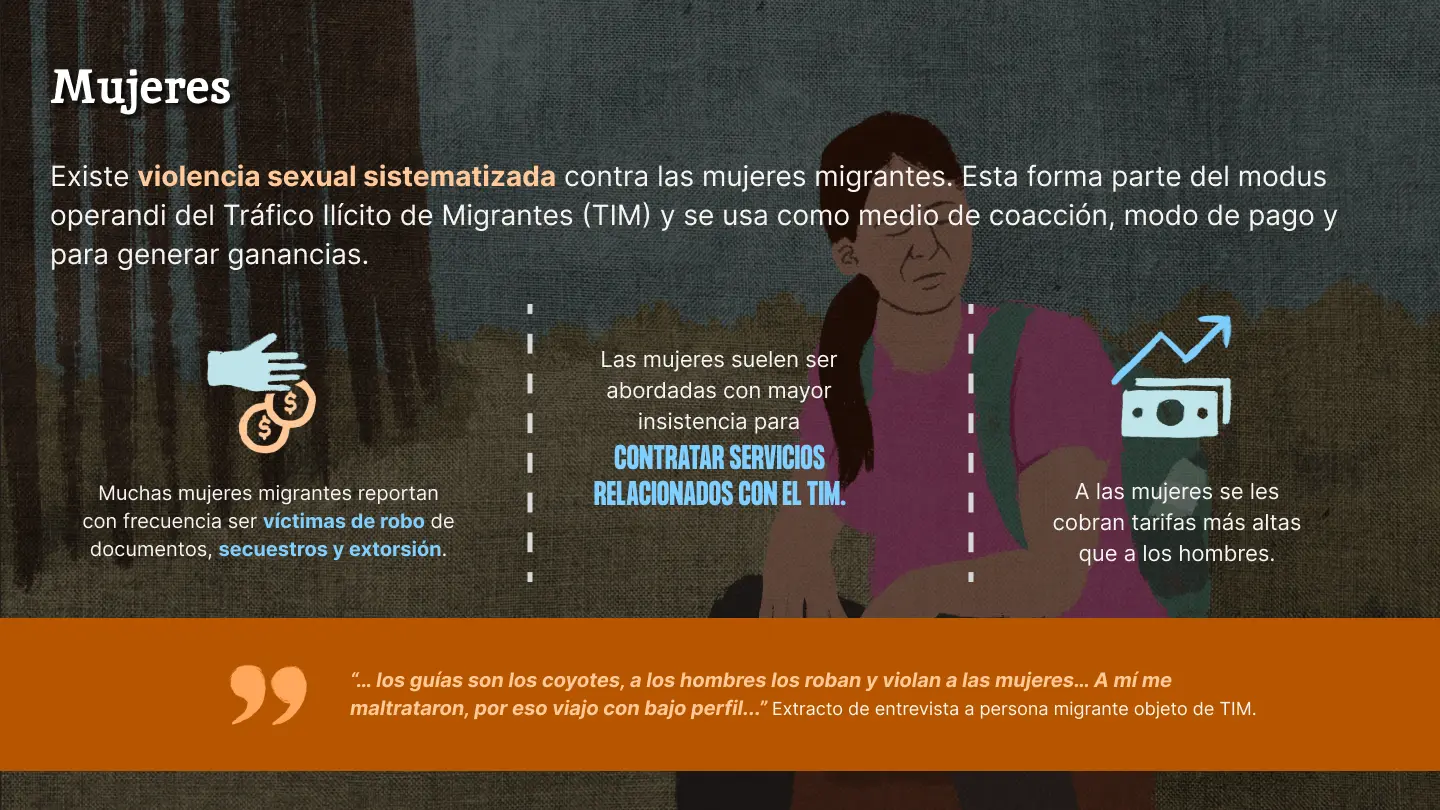 Mujeres
Existe violencia sexual sistematizada contra las mujeres migrantes. Esta forma parte del modus
operandi del Tráfico Ilícito de Migrantes (TIM) y se usa como medio de coacción, modo de pago y
para generar ganancias.
Muchas mujeres migrantes reportan
con frecuencia ser víctimas de robo de
documentos, secuestros y extorsión.
Las mujeres suelen ser
abordadas con mayor
insistencia para
CONTRATAR SERVICIOS
RELACIONADOS CON EL TIM.
A las mujeres se les
cobran tarifas más altas
que a los hombres.
“... los guías son los coyotes, a los hombres los roban y violan a las mujeres... A mí me
maltrataron, por eso viajo con bajo perfil...” Extracto de entrevista a persona migrante objeto de TIM.